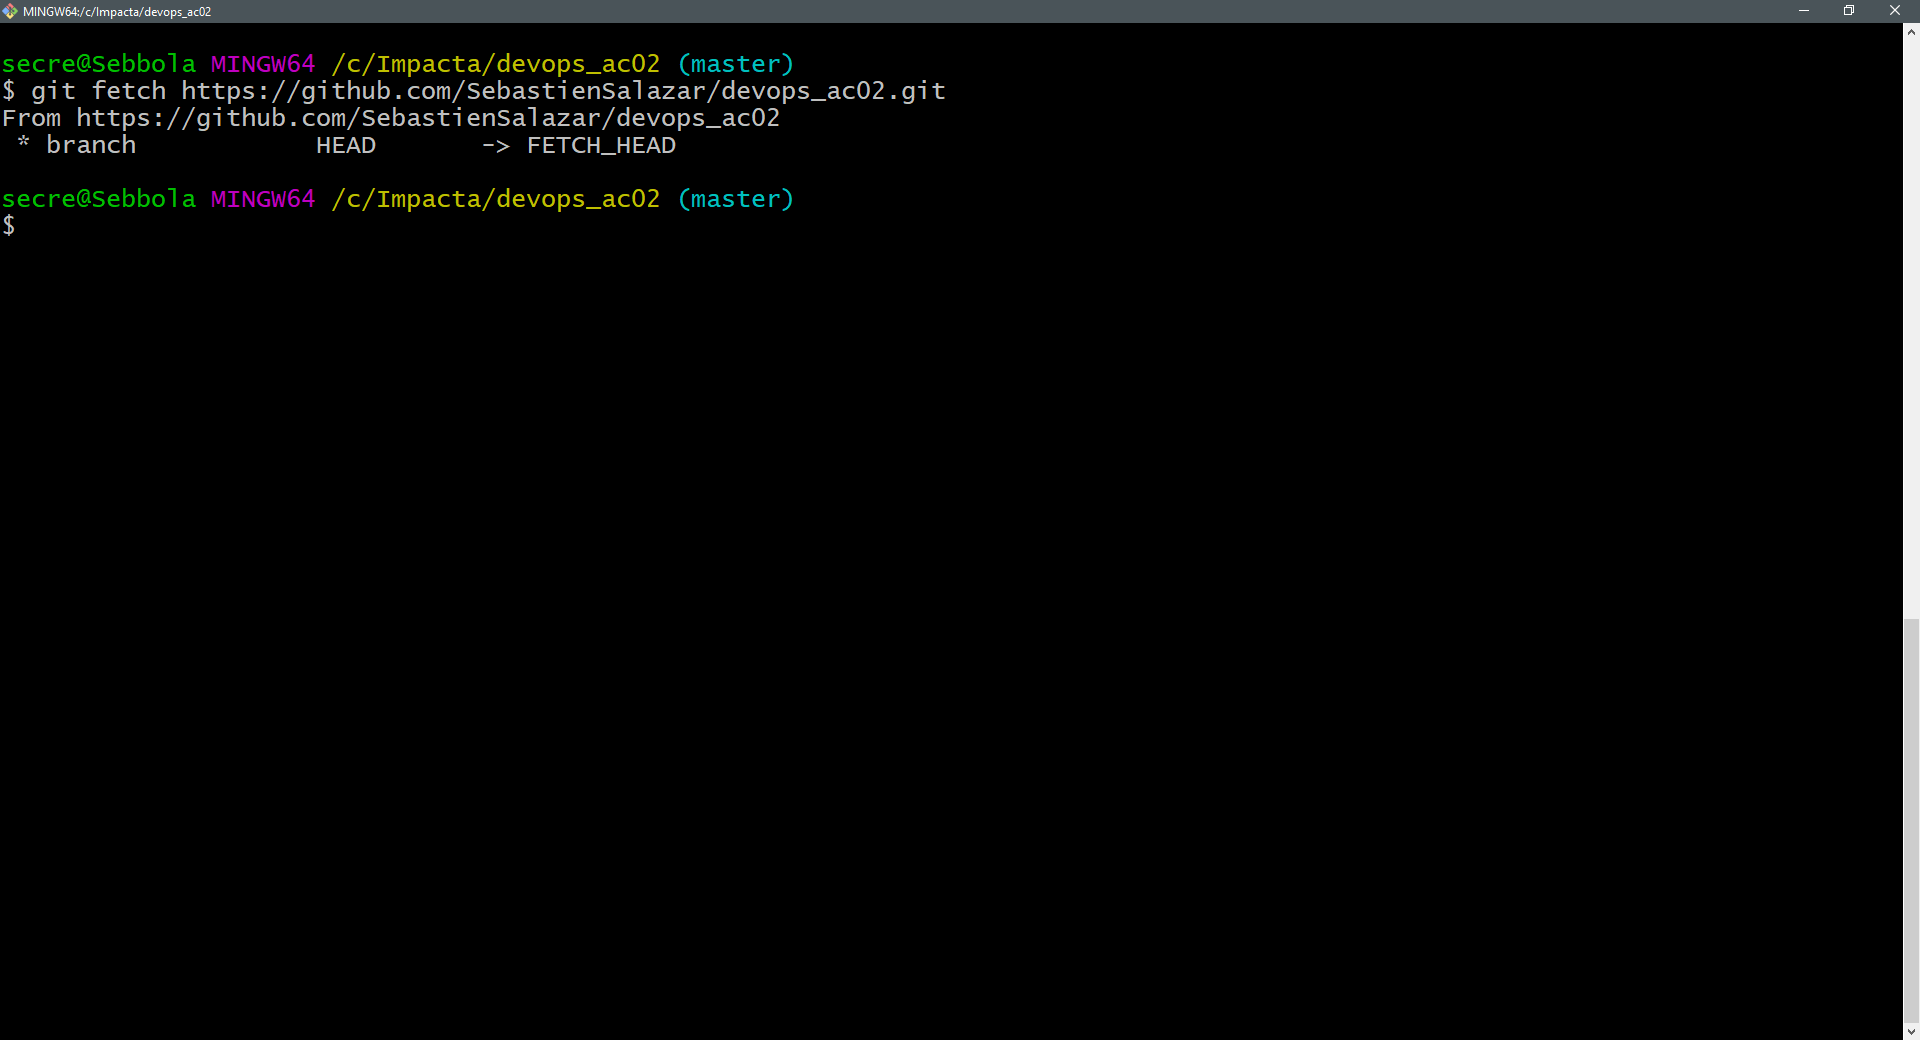 MINGW64:/c/Impacta/devops_ac02
secre@Sebbola MINGW64 /c/Impacta/devops_ac02 (master)
$ git fetch https://github.com/SebastienSalazar/devops_ac02.git
From https://github.com/SebastienSalazar/devops_ac02
 * branch            HEAD       -> FETCH_HEAD
secre@Sebbola MINGW64 /c/Impacta/devops_ac02 (master)
$